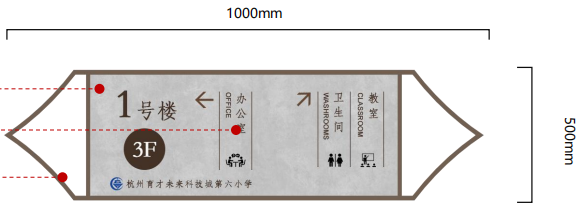 1000mm
1号楼
3F
办公室
OFFICE
卫生间
WASHROOMS
教室
CLASSROOM
杭州育才未来科技城第六小学
500mm